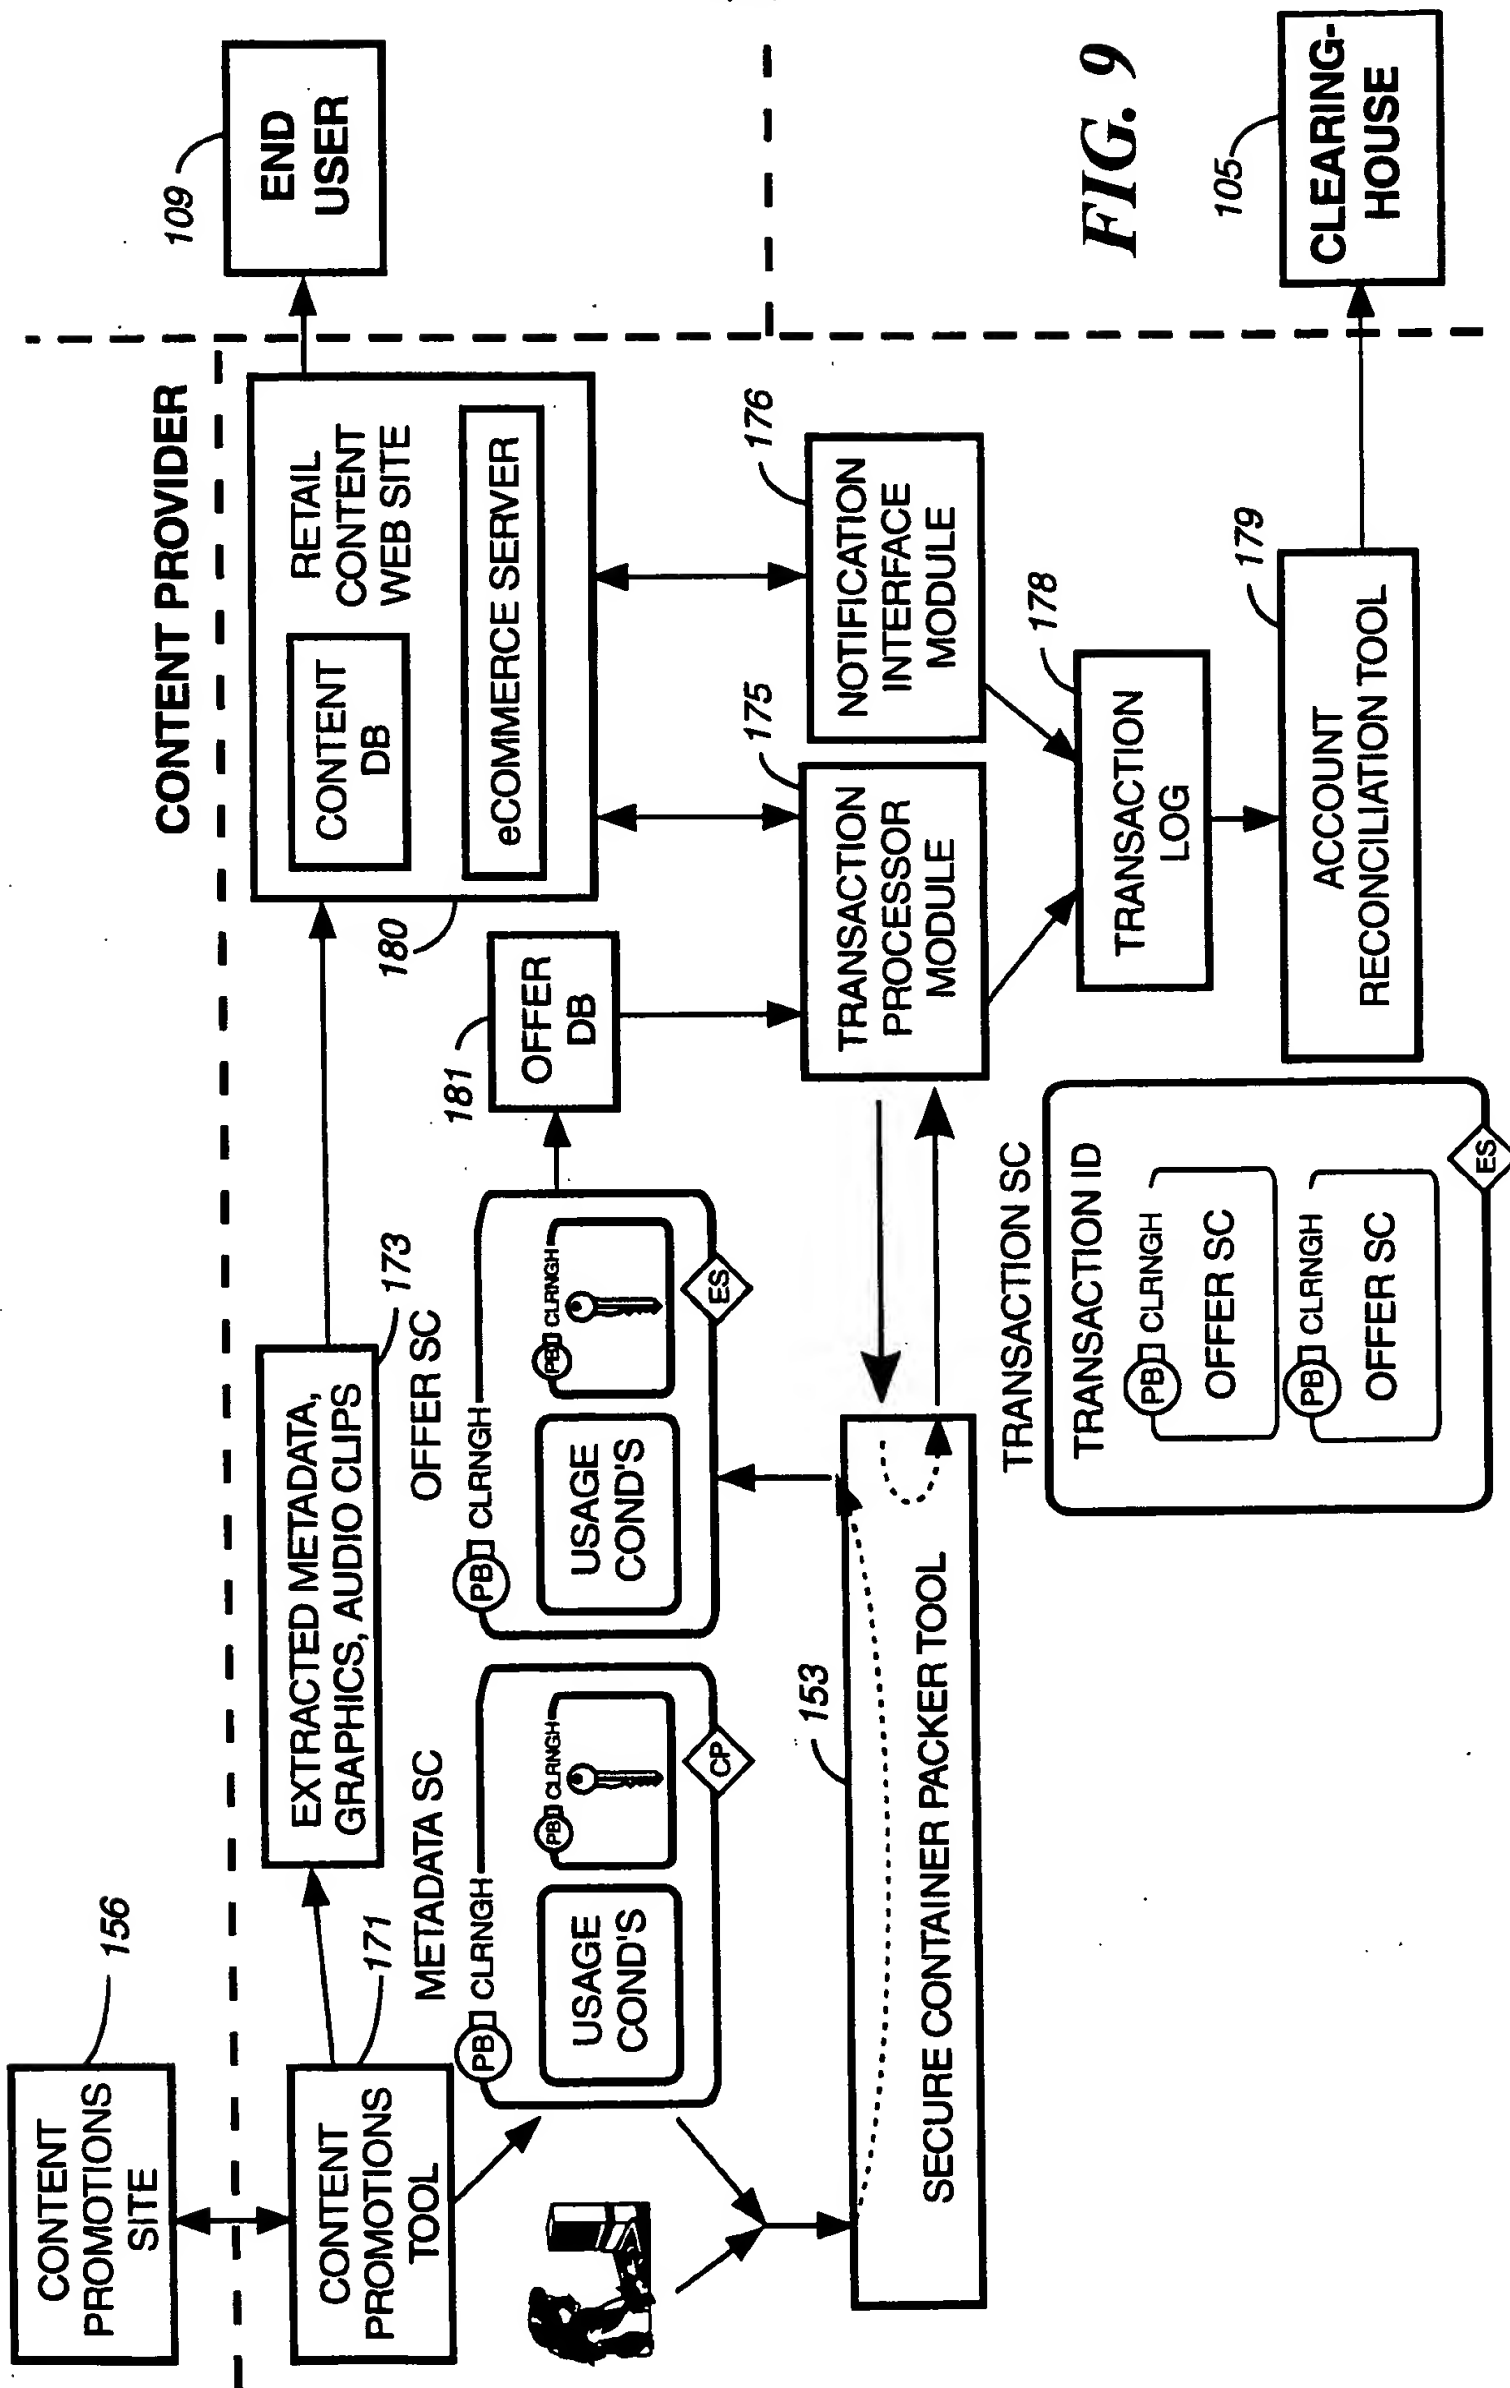 CONTENT
PROMOTIONS
SITE
156
CONTENT PROVIDER
109
END
USER
CONTENT
PROMOTIONS
TOOL
171
EXTRACTED METADATA,
GRAPHICS, AUDIO CLIPS
173
CONTENT
DB
RETAIL
CONTENT
WEB SITE
eCOMMERCE SERVER
180
METADATA SC
PB CLRNGH
USAGE
COND'S
PB CLRNGH
CP
OFFER SC
PB CLRNGH
USAGE
COND'S
PB CLRNGH
ES
181
OFFER
DB
153
SECURE CONTAINER PACKER TOOL
175
TRANSACTION
PROCESSOR
MODULE
176
NOTIFICATION
INTERFACE
MODULE
TRANSACTION SC
TRANSACTION ID
PB CLRNGH
OFFER SC
PB CLRNGH
OFFER SC
ES
178
TRANSACTION
LOG
179
ACCOUNT
RECONCILIATION TOOL
FIG. 9
105
CLEARING-
HOUSE